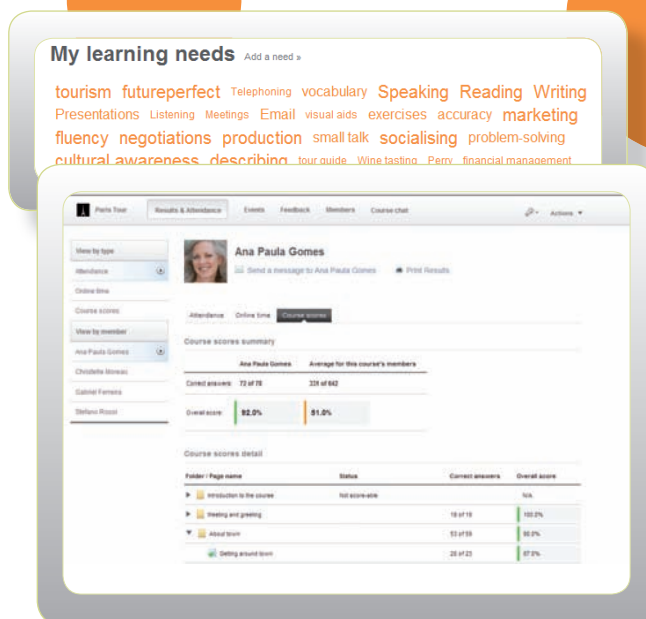 My learning needs Add a need »
tourism futureperfect Telephoning vocabulary Speaking Reading Writing
Presentations Listening Meetings Email visual aids exercises accuracy marketing
fluency negotiations production small talk socialising problem-solving
cultural awareness describing tour guide Wine tasting Perry financial management
Paris Tour Results & Attendance Events Feedback Members Course chat Actions
View by type
Attendance
Online time
Course scores
View by member
Ana Paula Gomes
Christelle Moreau
Gabriel Ferreira
Stefano Rossi
Ana Paula Gomes
Send a message to Ana Paula Gomes Print Results
Attendance Online time Course scores
Course scores summary
Ana Paula Gomes Average for this course's members
Correct answers 72 of 78 331 of 642
Overall score 92.0% 51.0%
Course scores detail
Folder / Page name Status Correct answers Overall score
Introduction to the course Not score-able N/A
Meeting and greeting 19 of 19 100.0%
About town 53 of 59
Getting around town 20 of 23 87.0%